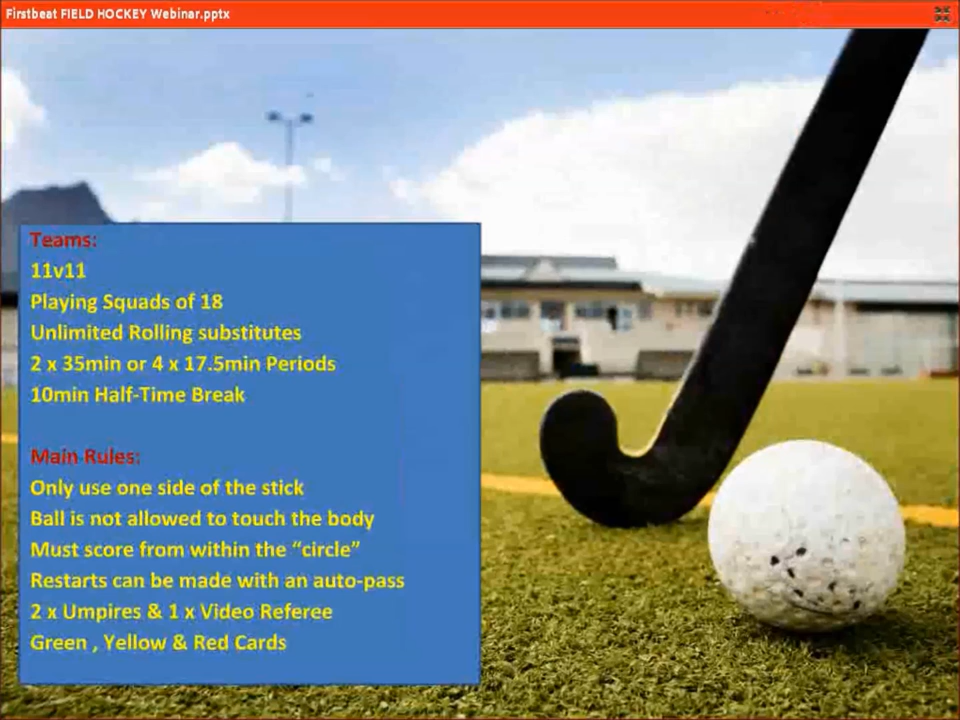 Firstbeat FIELD HOCKEY Webinar.pptx
Teams:
11v11
Playing Squads of 18
Unlimited Rolling substitutes
2 x 35min or 4 x 17.5min Periods
10min Half-Time Break
Main Rules:
Only use one side of the stick
Ball is not allowed to touch the body
Must score from within the “circle”
Restarts can be made with an auto-pass
2 x Umpires & 1 x Video Referee
Green , Yellow & Red Cards